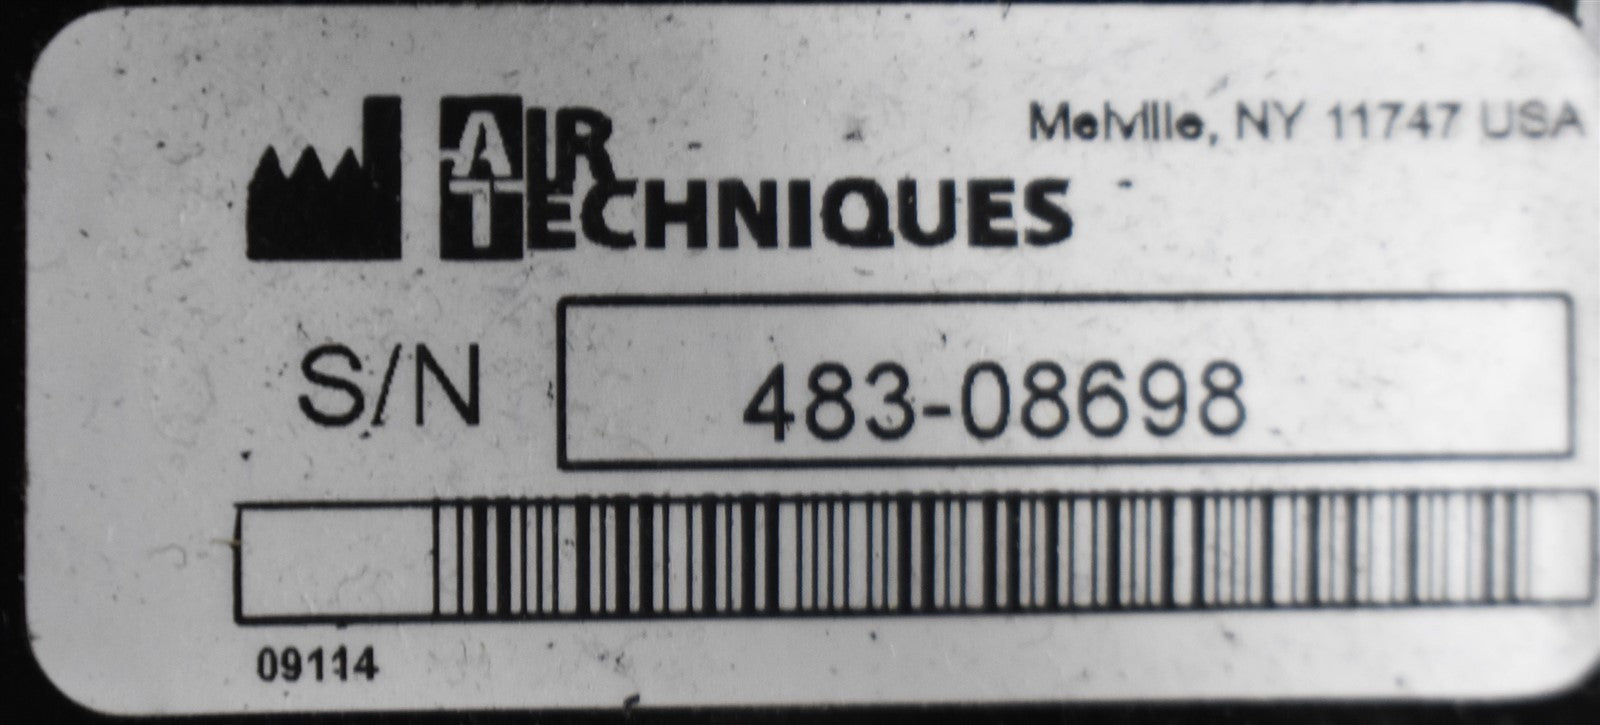 AIR
TECHNIQUES
Melville, NY 11747 USA
S/N 483-08698
09114